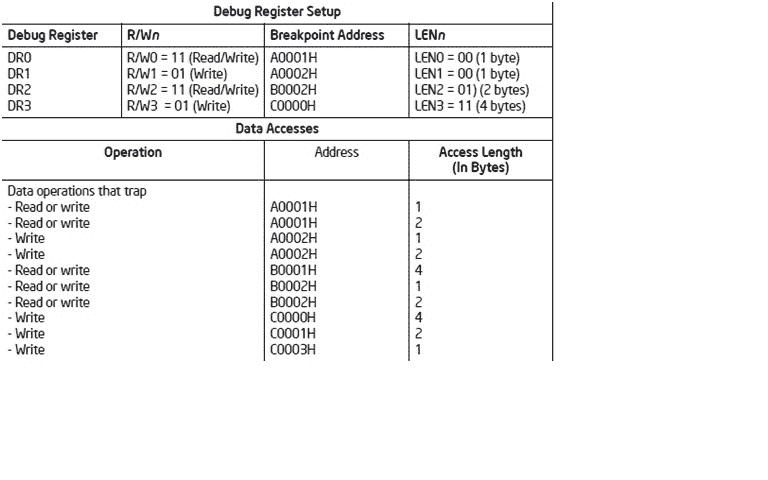 Debug Register Setup
Debug Register R/Wn Breakpoint Address LENn
DR0 R/W0 = 11 (Read/Write) A0001H LEN0 = 00 (1 byte)
DR1 R/W1 = 01 (Write) A0002H LEN1 = 00 (1 byte)
DR2 R/W2 = 11 (Read/Write) B0002H LEN2 = 01) (2 bytes)
DR3 R/W3 = 01 (Write) C0000H LEN3 = 11 (4 bytes)
Data Accesses
Operation Address Access Length
(In Bytes)
Data operations that trap
- Read or write A0001H 1
- Read or write A0001H 2
- Write A0002H 1
- Write A0002H 2
- Read or write B0001H 4
- Read or write B0002H 1
- Read or write B0002H 2
- Write C0000H 4
- Write C0001H 2
- Write C0003H 1